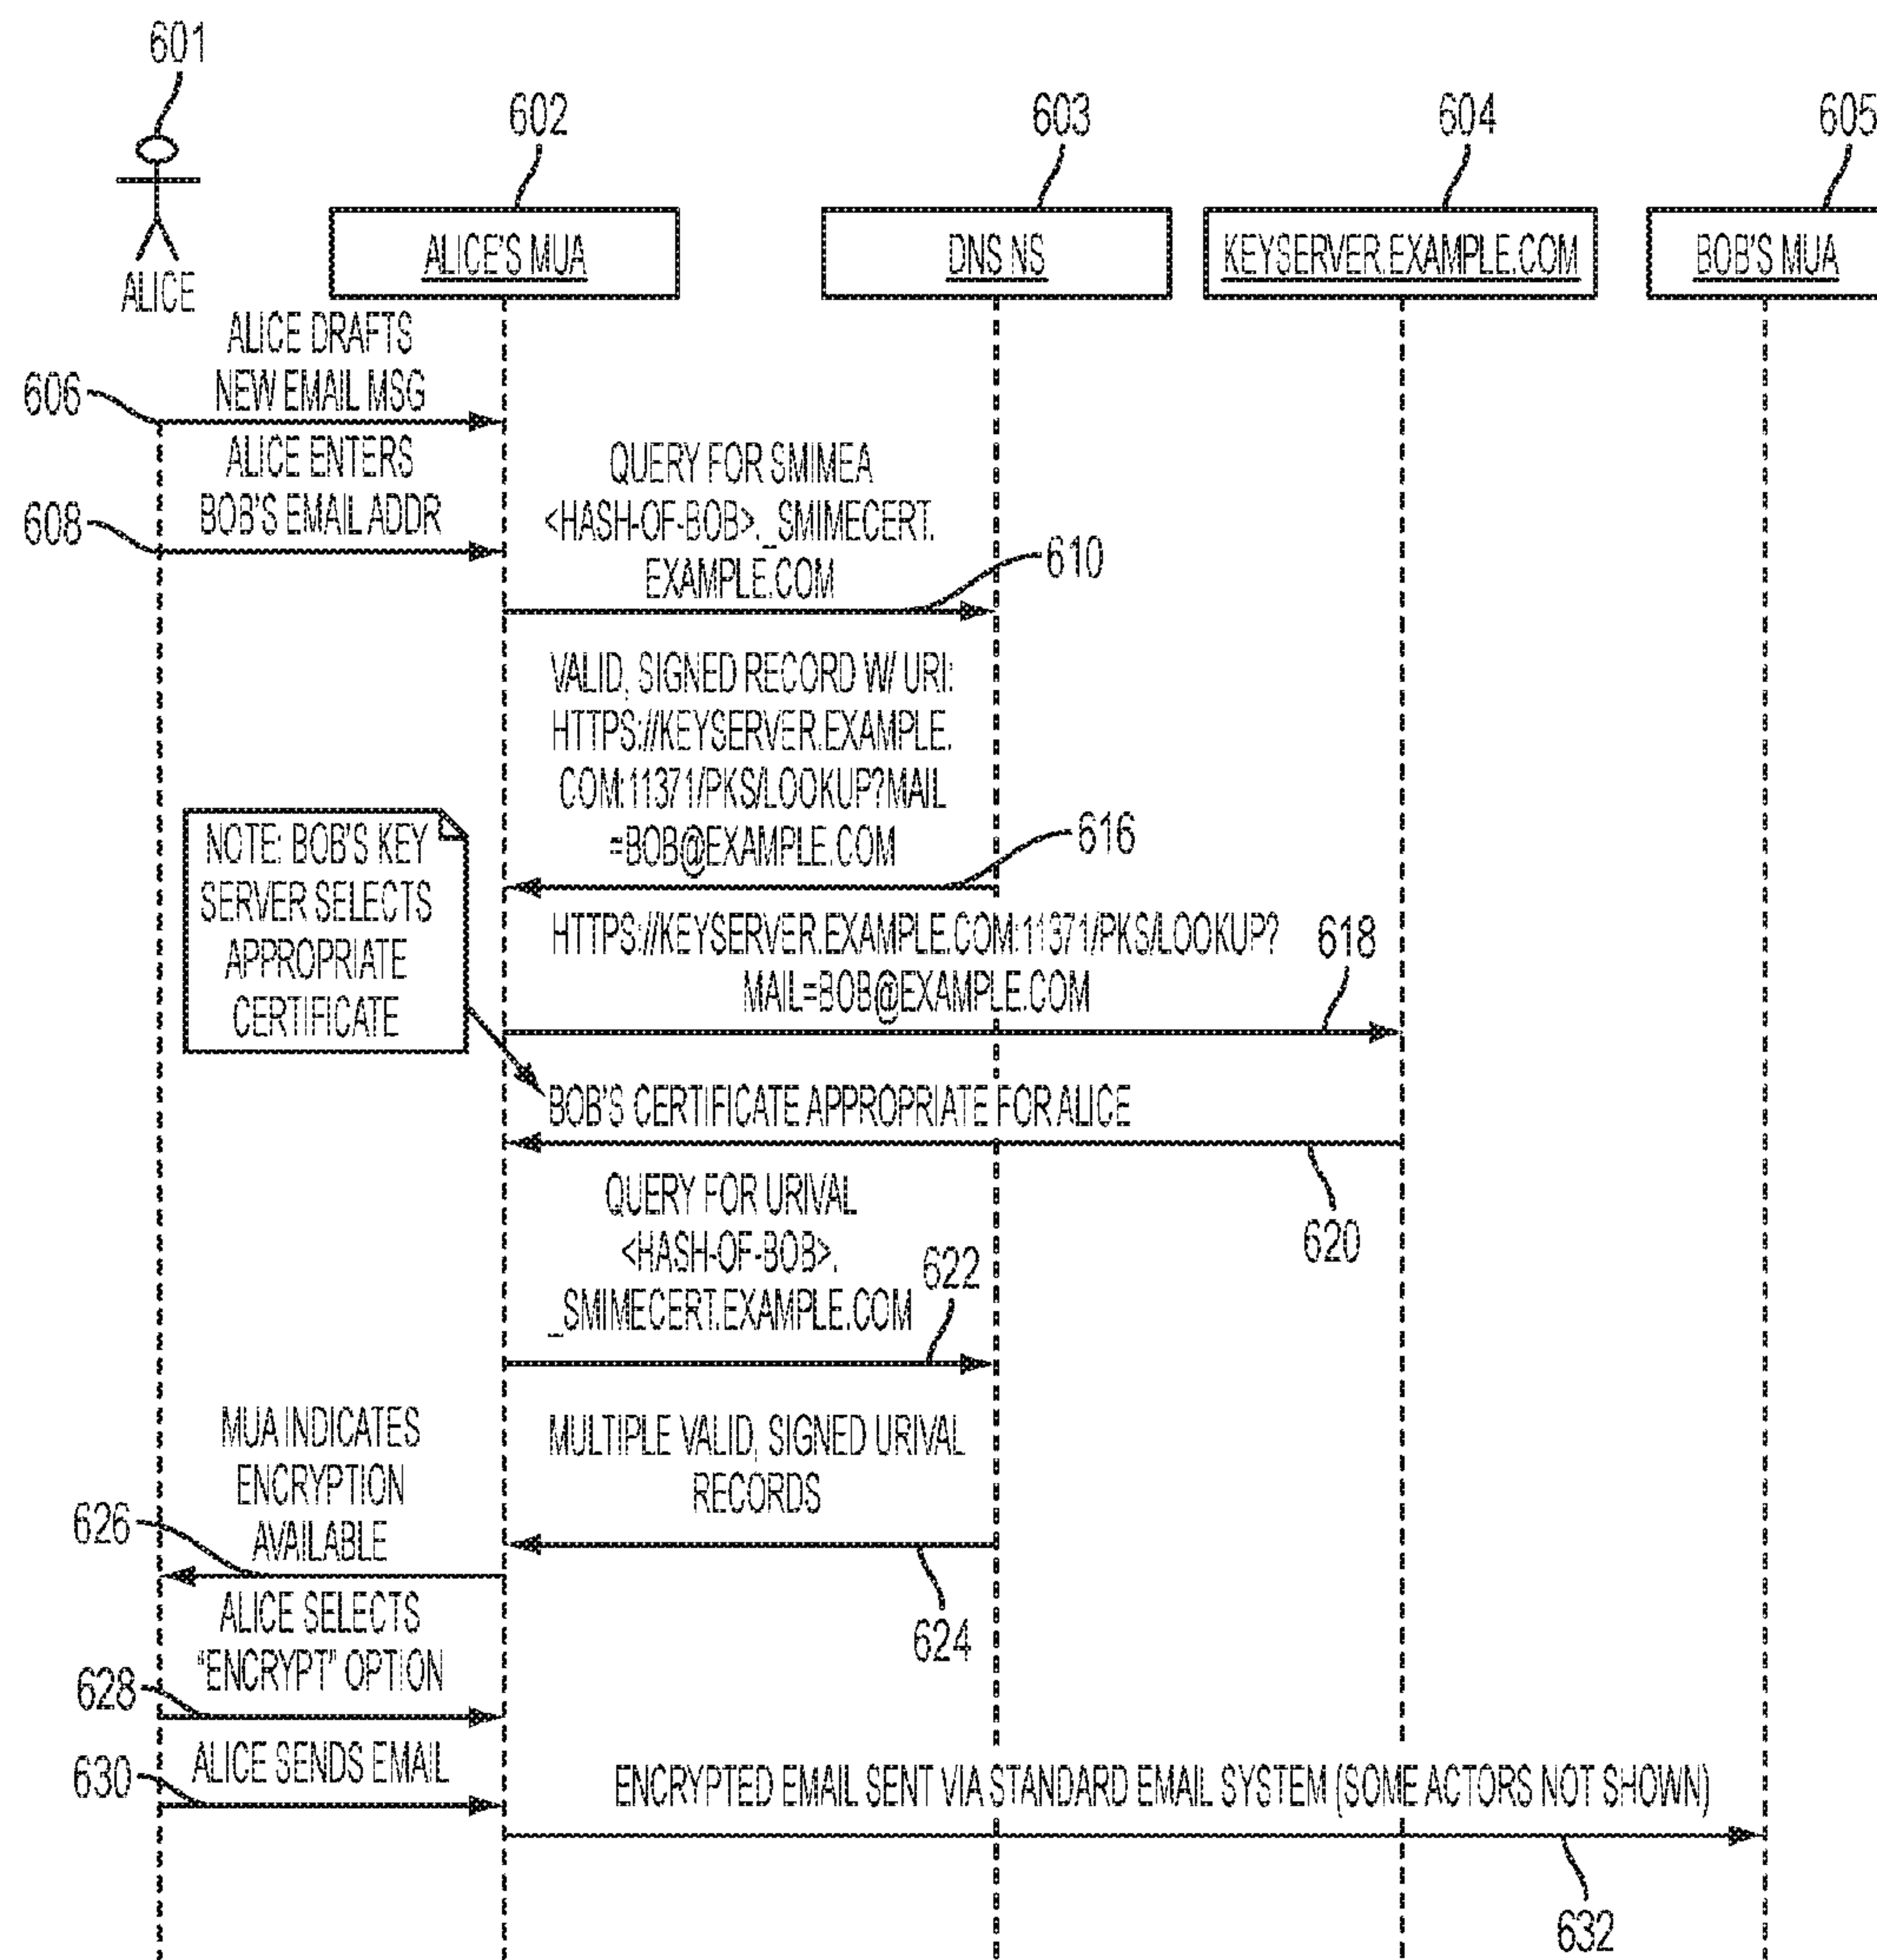 601
602
603
604
605
ALICE
ALICE'S MUA
DNS NS
KEYSERVER.EXAMPLE.COM
BOB'S MUA
ALICE DRAFTS
NEW EMAIL MSG
606
ALICE ENTERS
BOB'S EMAIL ADDR
608
QUERY FOR SMIMEA
<HASH-OF-BOB>._SMIMECERT.
EXAMPLE.COM
610
VALID, SIGNED RECORD W/ URI:
HTTPS://KEYSERVER.EXAMPLE.
COM:11371/PKS/LOOKUP?MAIL
=BOB@EXAMPLE.COM
616
NOTE: BOB'S KEY
SERVER SELECTS
APPROPRIATE
CERTIFICATE
HTTPS://KEYSERVER.EXAMPLE.COM:11371/PKS/LOOKUP?
MAIL=BOB@EXAMPLE.COM
618
BOB'S CERTIFICATE APPROPRIATE FOR ALICE
620
QUERY FOR URIVAL
<HASH-OF-BOB>.
_SMIMECERT.EXAMPLE.COM
622
MULTIPLE VALID, SIGNED URIVAL
RECORDS
624
MUA INDICATES
ENCRYPTION
AVAILABLE
626
ALICE SELECTS
"ENCRYPT" OPTION
628
ALICE SENDS EMAIL
630
ENCRYPTED EMAIL SENT VIA STANDARD EMAIL SYSTEM (SOME ACTORS NOT SHOWN)
632